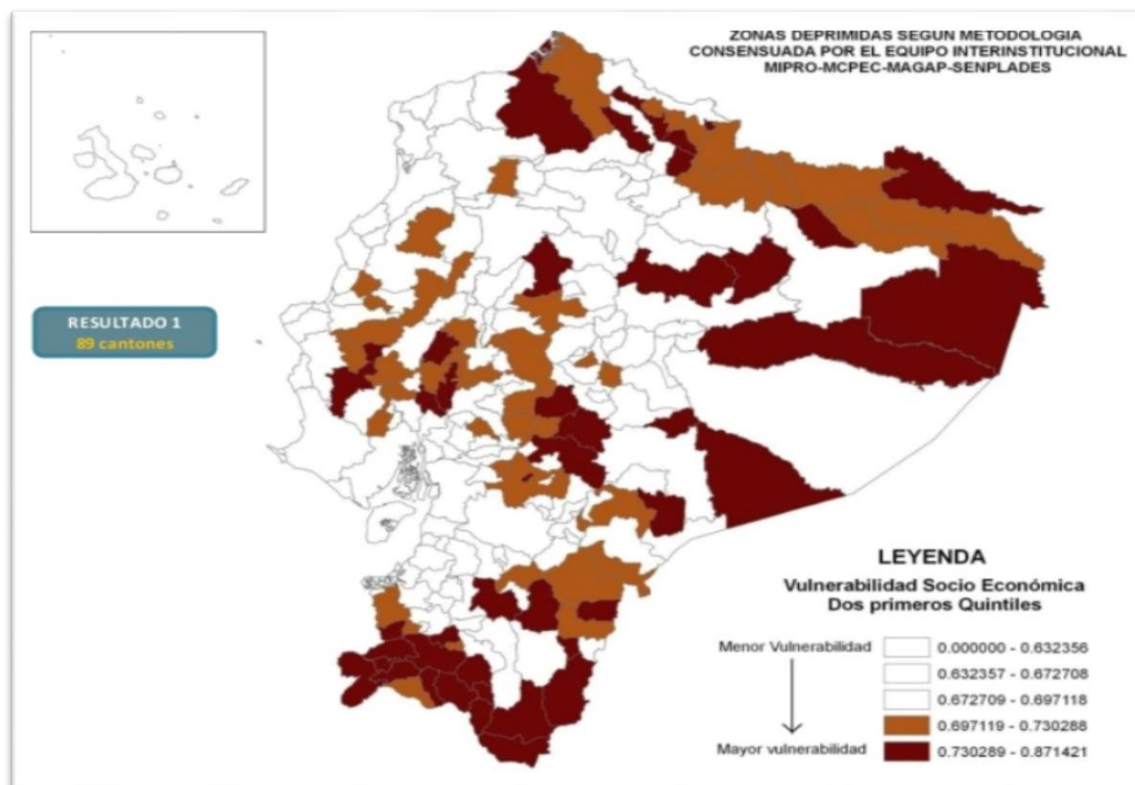 ZONAS DEPRIMIDAS SEGUN METODOLOGIA
CONSENSUADA POR EL EQUIPO INTERINSTITUCIONAL
MIPRO-MCPEC-MAGAP-SENPLADES
RESULTADO 1
89 cantones
LEYENDA
Vulnerabilidad Socio Económica
Dos primeros Quintiles
Menor Vulnerabilidad
0.000000 - 0.632356
0.632357 - 0.672708
0.672709 - 0.697118
0.697119 - 0.730288
Mayor vulnerabilidad
0.730289 - 0.871421